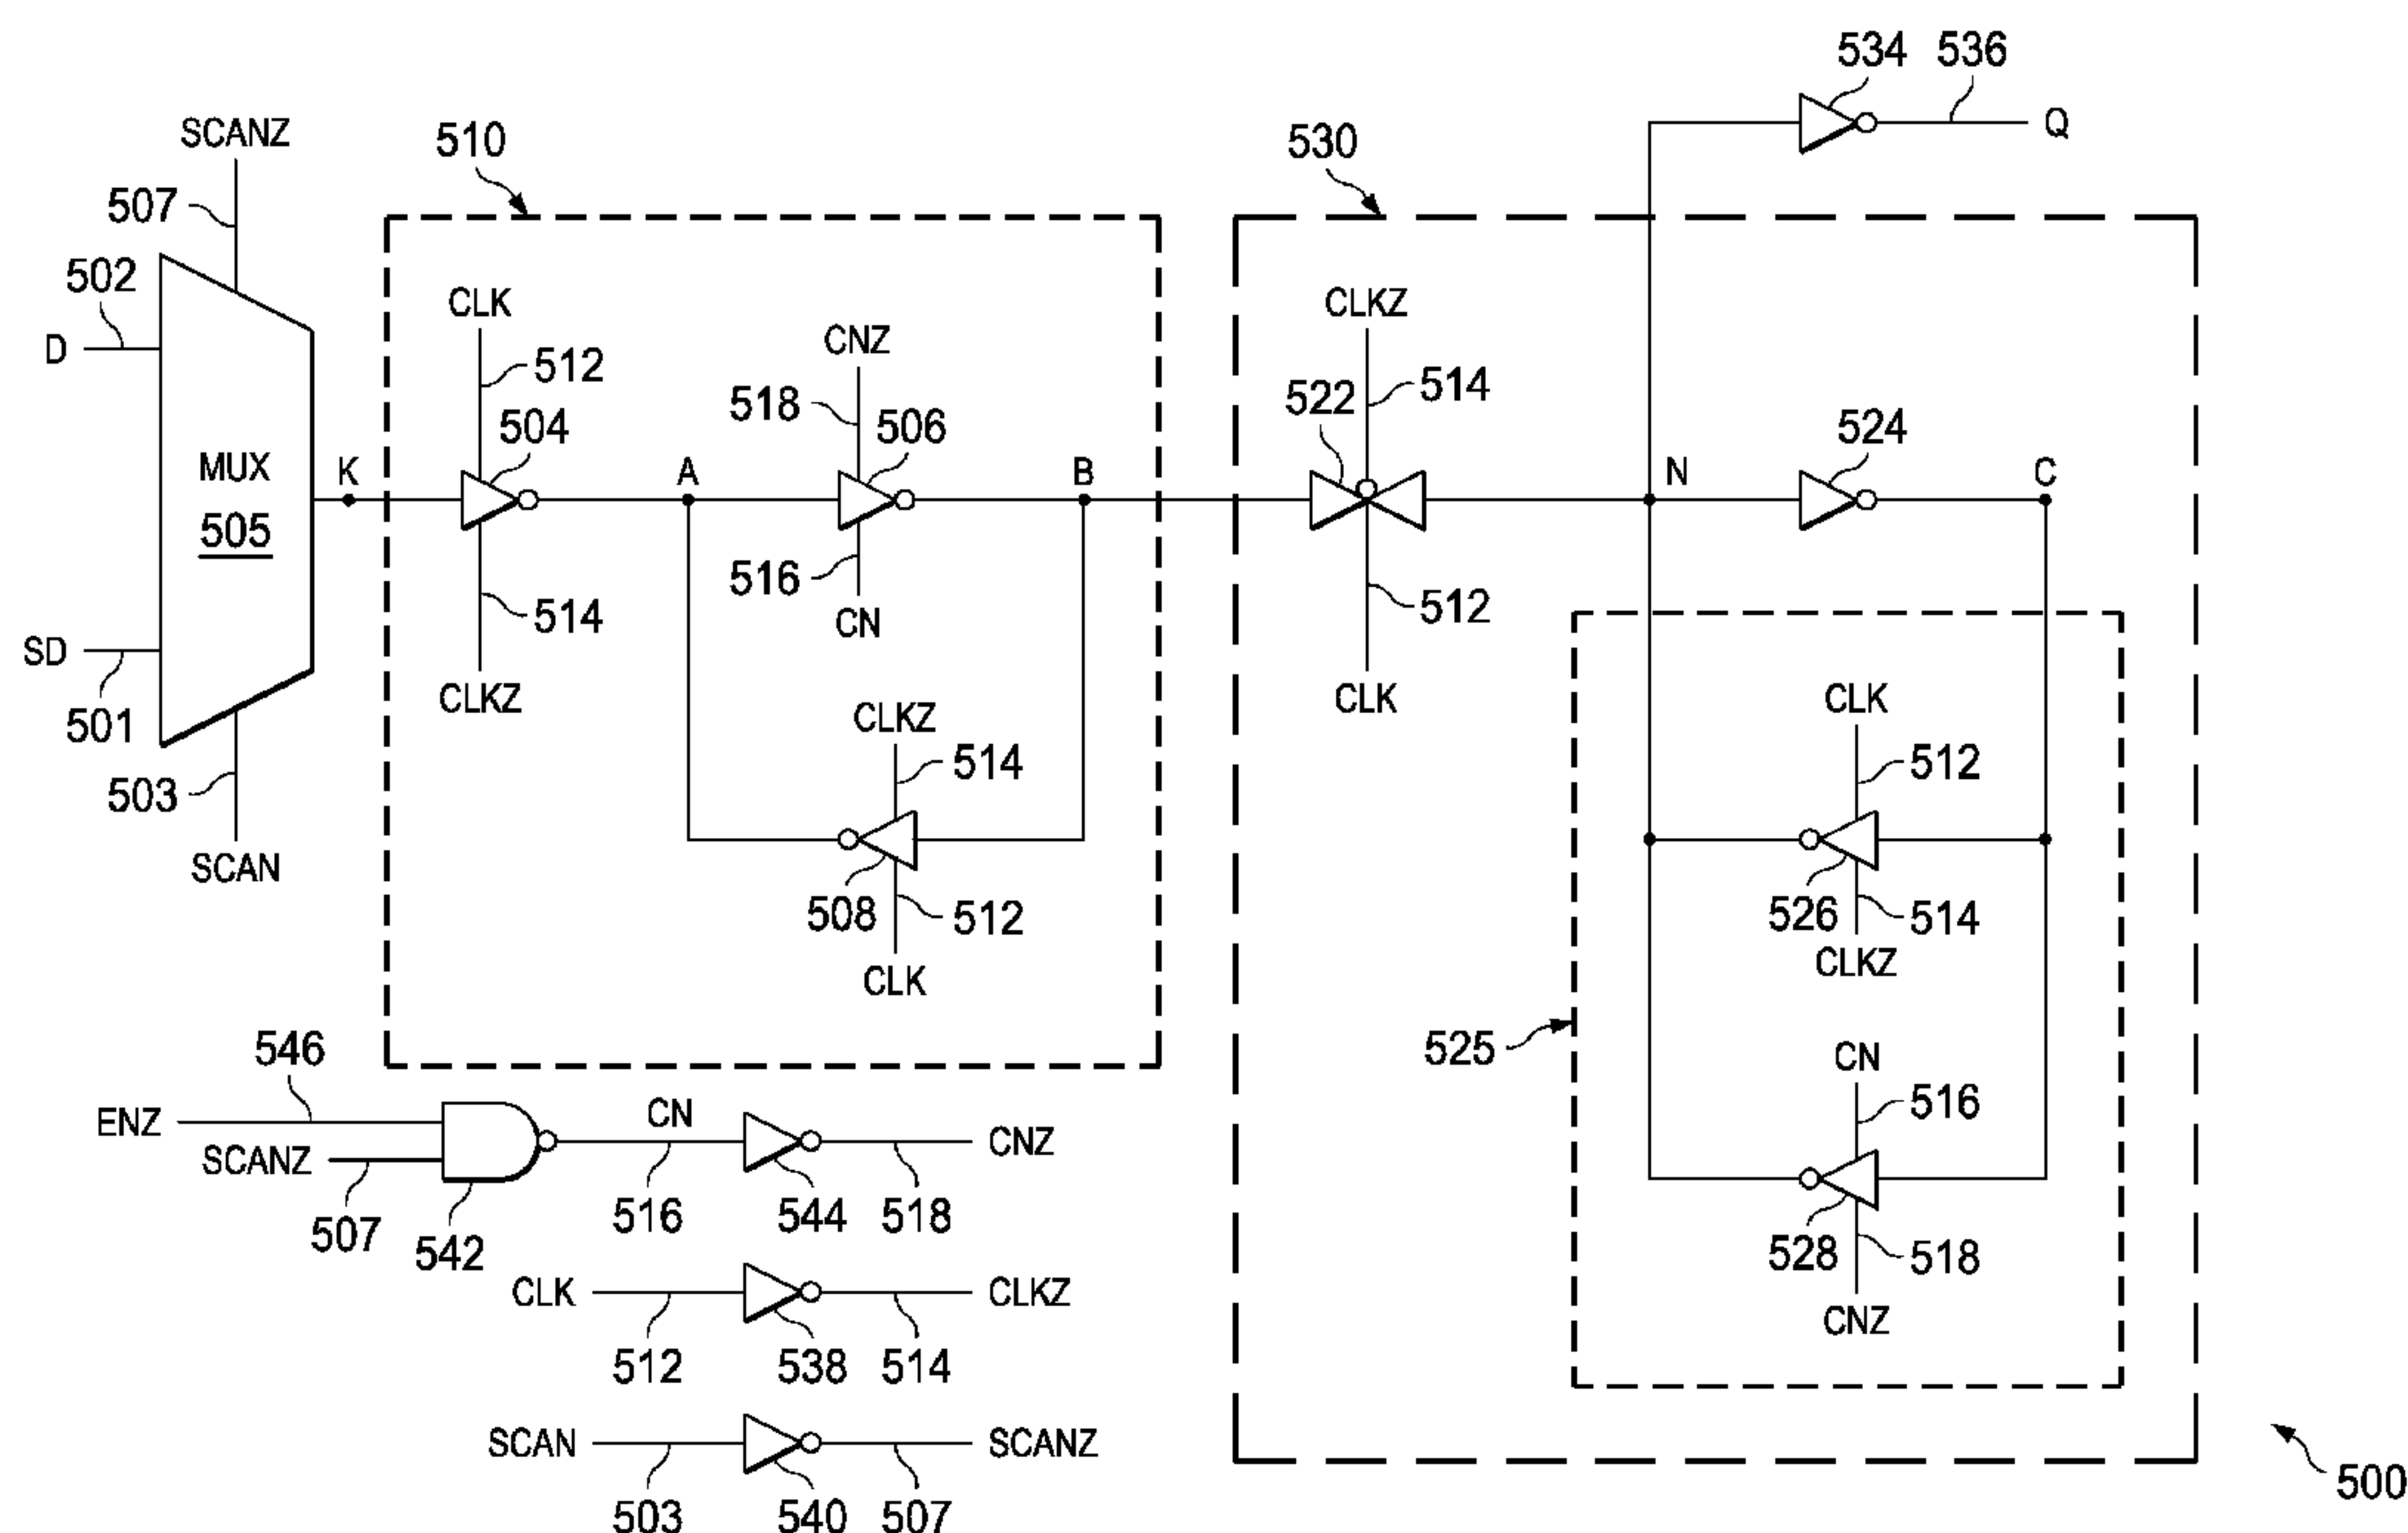 534
536
Q
SCANZ
507
510
530
502
D
CLK
512
504
CNZ
518
506
CLKZ
514
522
524
MUX
505
K
A
B
N
C
516
CN
514
CLKZ
512
CLK
SD
501
503
SCAN
CLKZ
514
508
512
CLK
CLK
512
526
514
CLKZ
525
CN
516
528
518
CNZ
546
ENZ
SCANZ
507
542
CN
516
544
518
CNZ
CLK
512
538
514
CLKZ
SCAN
503
540
507
SCANZ
500